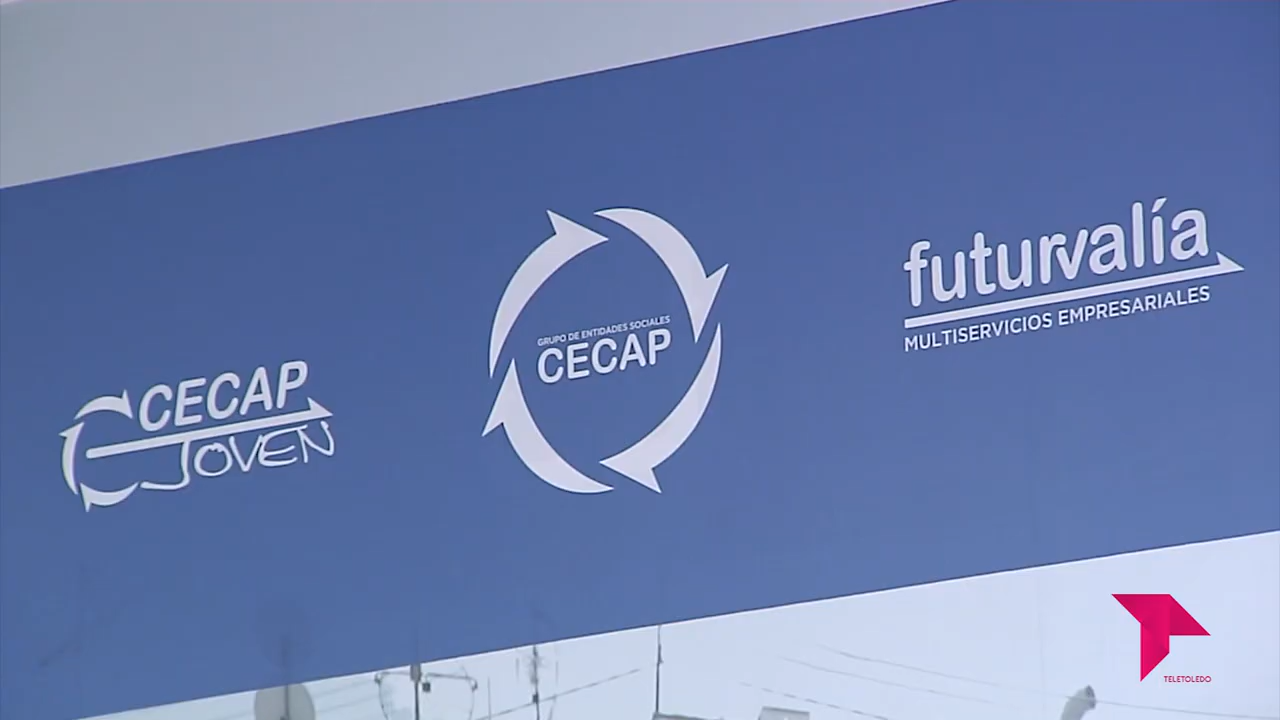 CECAP
JOVEN
GRUPO DE ENTIDADES SOCIALES
CECAP
futurvalía
MULTISERVICIOS EMPRESARIALES
TELETOLEDO